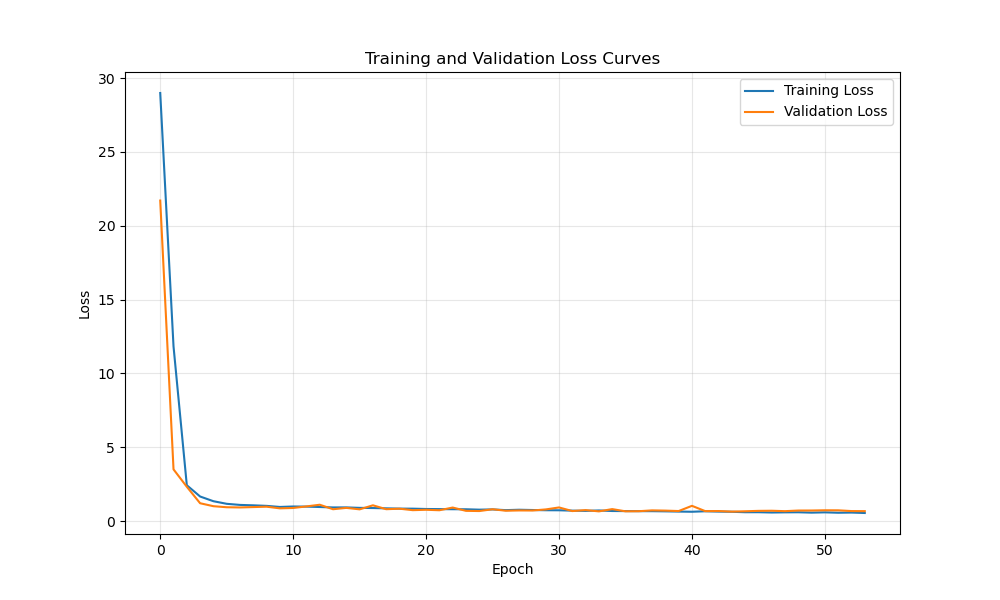 Training and Validation Loss Curves
30
25
20
15
10
5
0
Loss
Training Loss
Validation Loss
0 10 20 30 40 50
Epoch